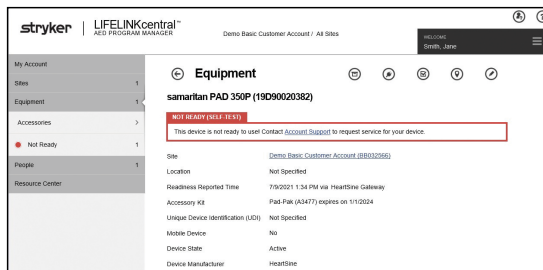 stryker
LIFELINKcentral™
AED PROGRAM MANAGER
Demo Basic Customer Account / All Sites
WELCOME
Smith, Jane
My Account
Sites 1
Equipment 1
Accessories
Not Ready 1
People 1
Resource Center
Equipment
samaritan PAD 350P (19D90020382)
NOT READY (SELF-TEST)
This device is not ready to use! Contact Account Support to request service for your device.
Site Demo Basic Customer Account (BB032566)
Location Not Specified
Readiness Reported Time 7/9/2021 1:34 PM via HeartSine Gateway
Accessory Kit Pad-Pak (A3477) expires on 1/1/2024
Unique Device Identification (UDI) Not Specified
Mobile Device No
Device State Active
Device Manufacturer HeartSine